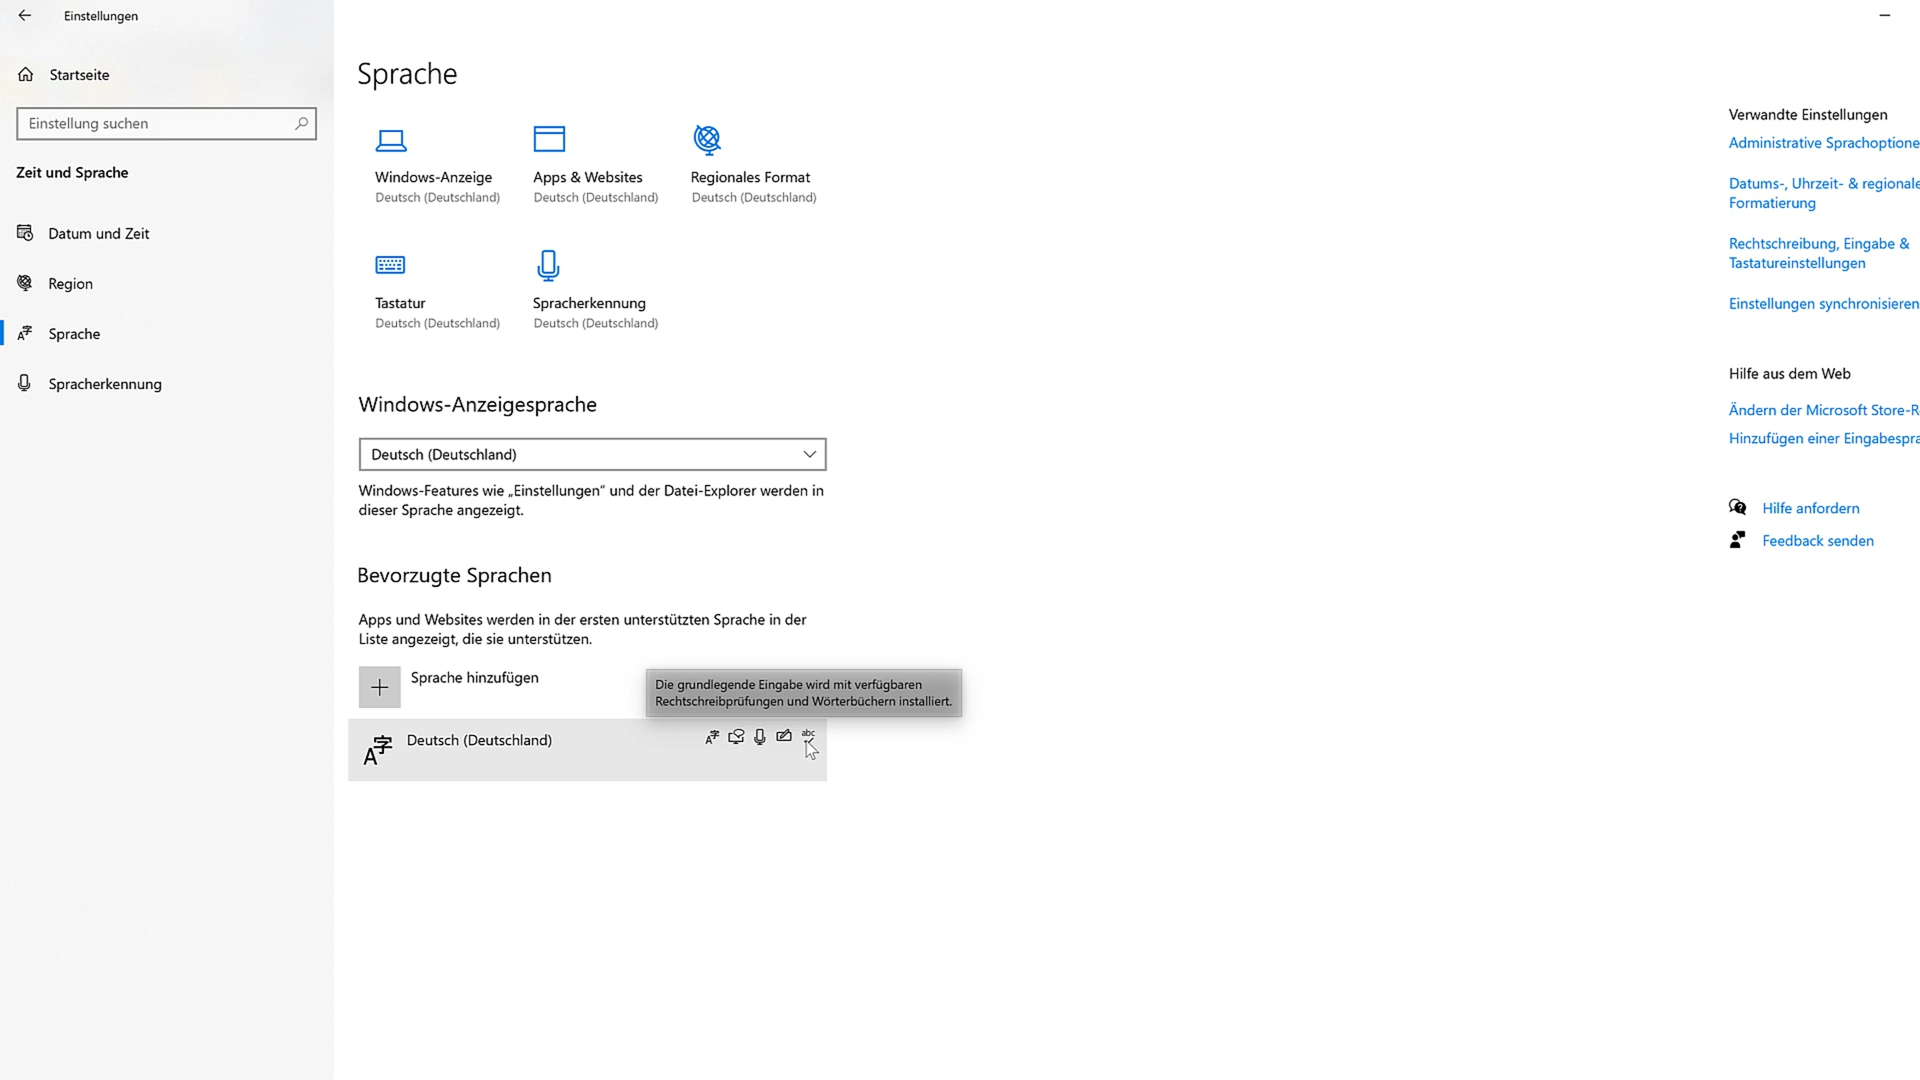 Einstellungen
Startseite
Einstellung suchen
Zeit und Sprache
Datum und Zeit
Region
Sprache
Spracherkennung
Sprache
Windows-Anzeige
Deutsch (Deutschland)
Apps & Websites
Deutsch (Deutschland)
Regionales Format
Deutsch (Deutschland)
Tastatur
Deutsch (Deutschland)
Spracherkennung
Deutsch (Deutschland)
Windows-Anzeigesprache
Deutsch (Deutschland)
Windows-Features wie „Einstellungen“ und der Datei-Explorer werden in
dieser Sprache angezeigt.
Bevorzugte Sprachen
Apps und Websites werden in der ersten unterstützten Sprache in der
Liste angezeigt, die sie unterstützen.
Sprache hinzufügen
Die grundlegende Eingabe wird mit verfügbaren
Rechtschreibprüfungen und Wörterbüchern installiert.
Deutsch (Deutschland)
abc
Verwandte Einstellungen
Administrative Sprachoptione
Datums-, Uhrzeit- & regionale
Formatierung
Rechtschreibung, Eingabe &
Tastatureinstellungen
Einstellungen synchronisieren
Hilfe aus dem Web
Ändern der Microsoft Store-R
Hinzufügen einer Eingabespra
Hilfe anfordern
Feedback senden